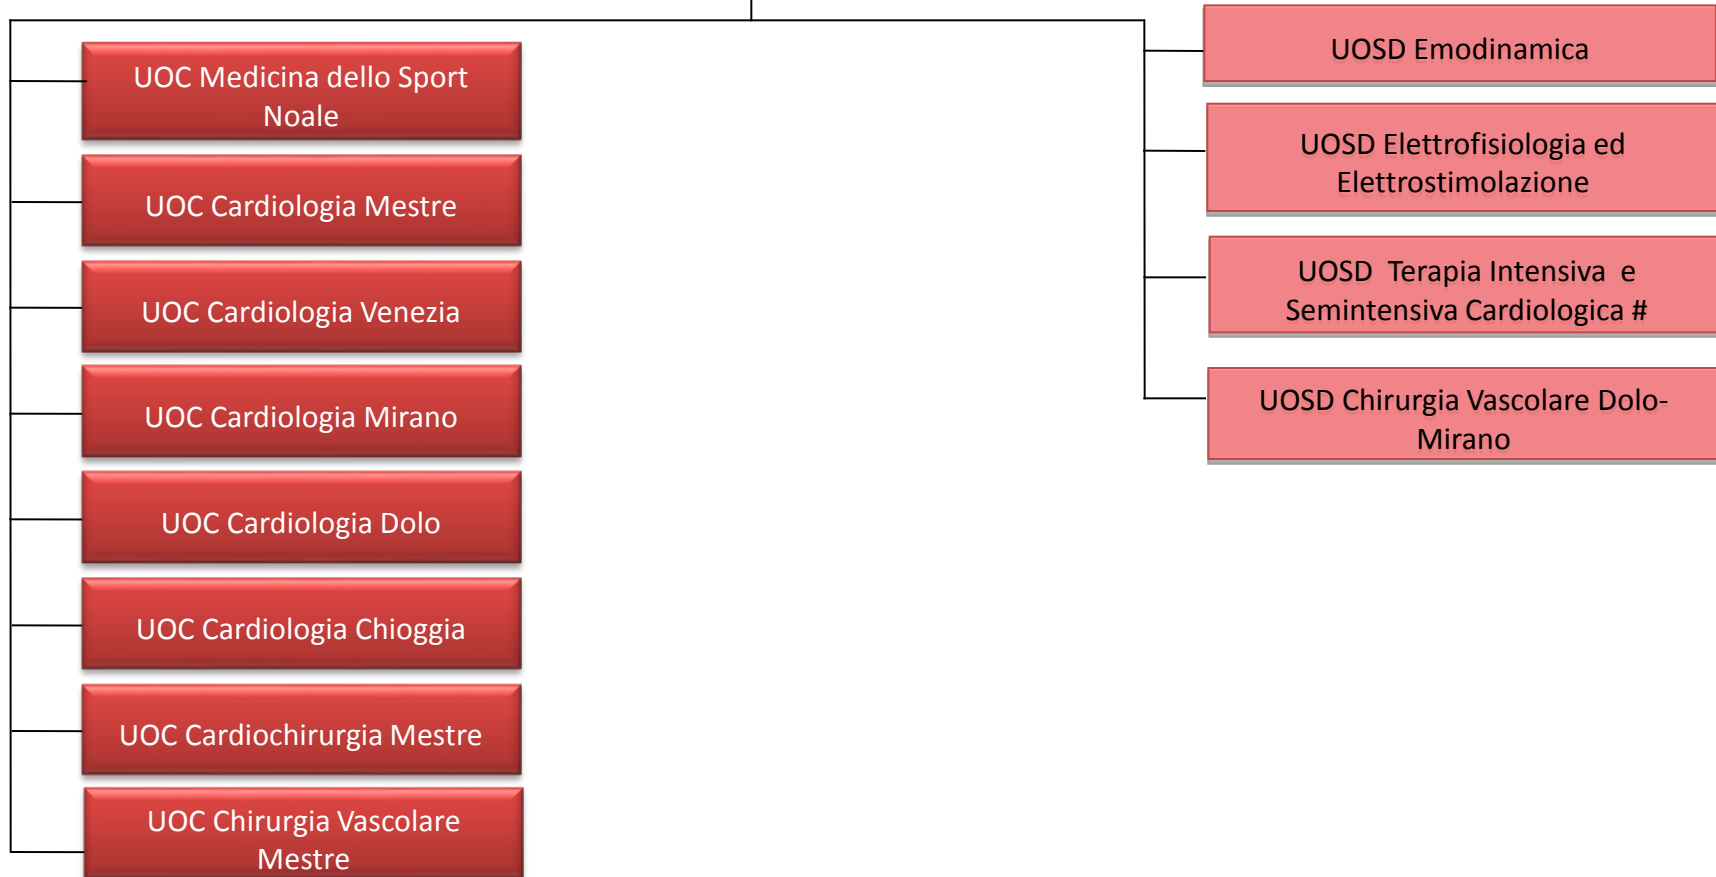 UOC Medicina dello Sport
Noale
UOC Cardiologia Mestre
UOC Cardiologia Venezia
UOC Cardiologia Mirano
UOC Cardiologia Dolo
UOC Cardiologia Chioggia
UOC Cardiochirurgia Mestre
UOC Chirurgia Vascolare
Mestre
UOSD Emodinamica
UOSD Elettrofisiologia ed
Elettrostimolazione
UOSD  Terapia Intensiva  e
Semintensiva Cardiologica #
UOSD Chirurgia Vascolare Dolo-
Mirano